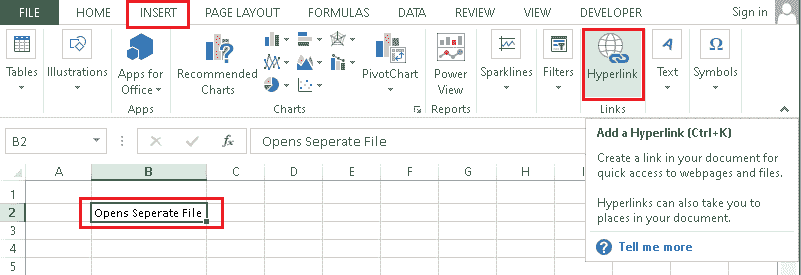 FILE HOME INSERT PAGE LAYOUT FORMULAS DATA REVIEW VIEW DEVELOPER Sign in
Tables
Illustrations
Apps for
Office
Apps
Recommended
Charts
PivotChart
Charts
Power
View
Reports
Sparklines
Filters
Hyperlink
Links
A
Text
Ω
Symbols
B2
fx
Opens Seperate File
Add a Hyperlink (Ctrl+K)
Create a link in your document for
quick access to webpages and files.
Hyperlinks can also take you to
places in your document.
? Tell me more
A B C D E F G H I
1
2 Opens Seperate File
3
4
5